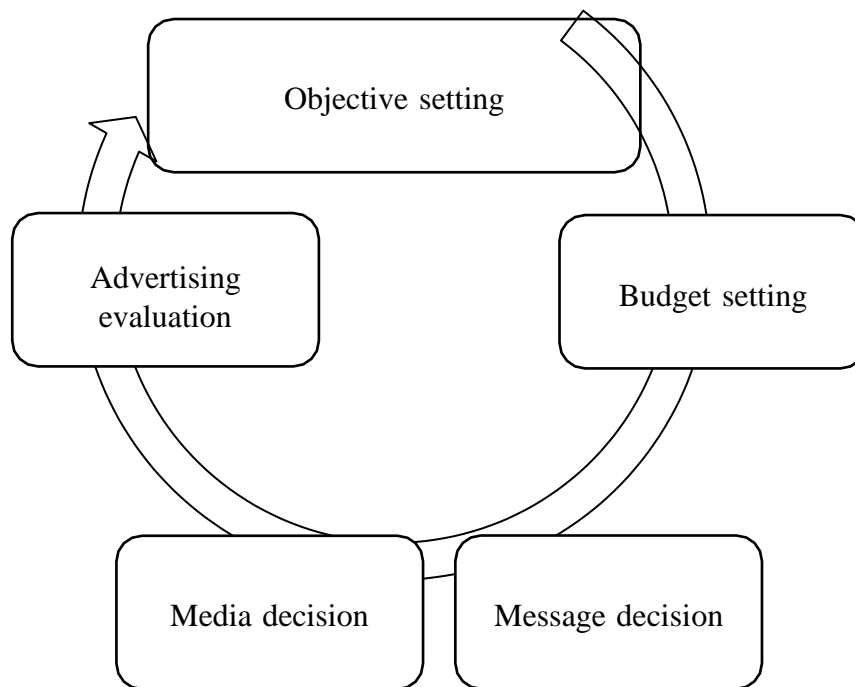 Objective setting
Advertising
evaluation
Budget setting
Media decision
Message decision